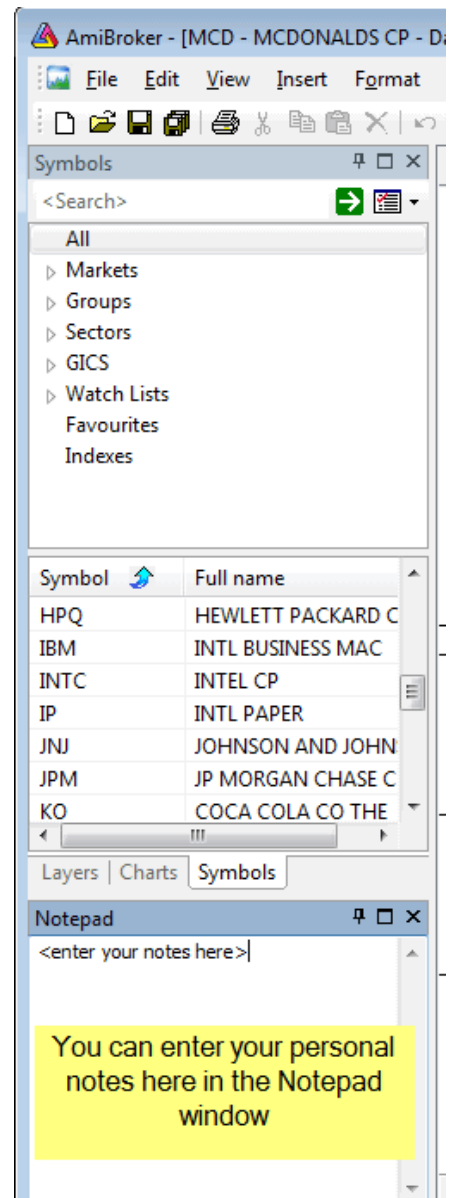 AmiBroker - [MCD - MCDONALDS CP - Da
File Edit View Insert Format
Symbols
<Search>
All
Markets
Groups
Sectors
GICS
Watch Lists
Favourites
Indexes
Symbol Full name
HPQ HEWLETT PACKARD C
IBM INTL BUSINESS MAC
INTC INTEL CP
IP INTL PAPER
JNJ JOHNSON AND JOHN
JPM JP MORGAN CHASE C
KO COCA COLA CO THE
Layers | Charts Symbols
Notepad
<enter your notes here>
You can enter your personal
notes here in the Notepad
window